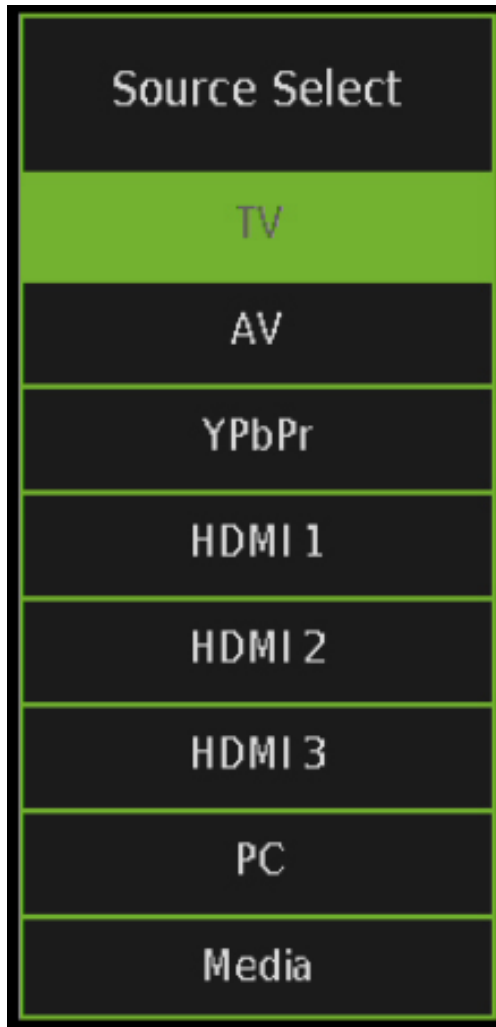 Source Select
TV
AV
YPbPr
HDMI 1
HDMI 2
HDMI 3
PC
Media